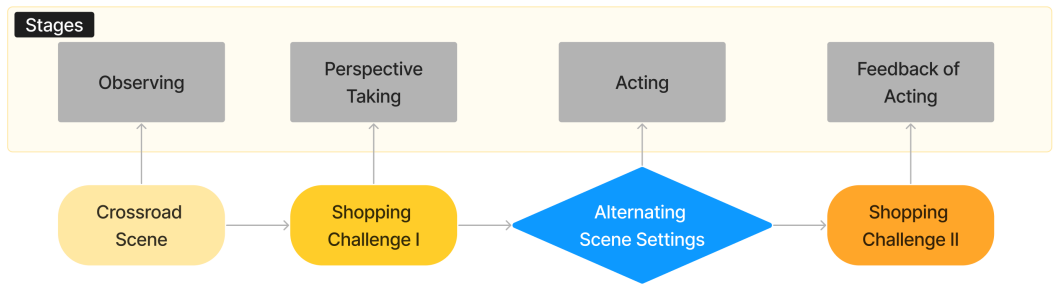 Stages
Observing
Perspective
Taking
Acting
Feedback of
Acting
Crossroad
Scene
Shopping
Challenge I
Alternating
Scene Settings
Shopping
Challenge II